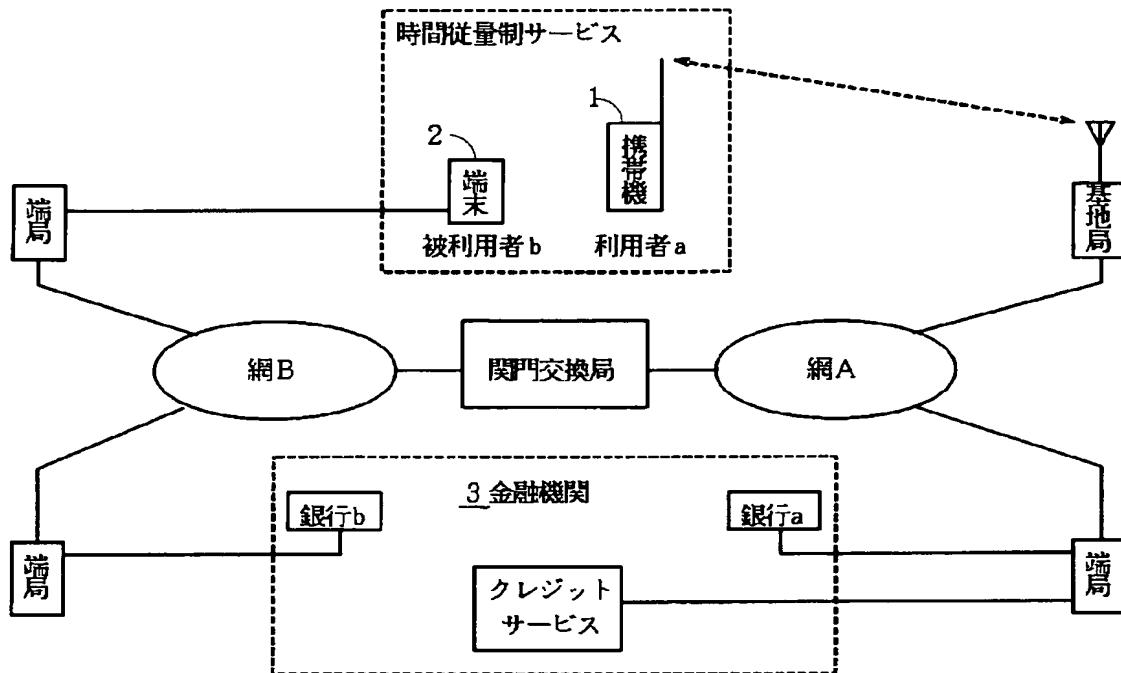 時間従量制サービス
1
携帯機
2
端末
基地局
端局
被利用者b
利用者a
網B
関門交換局
網A
3 金融機関
銀行b
銀行a
端局
端局
クレジット
サービス